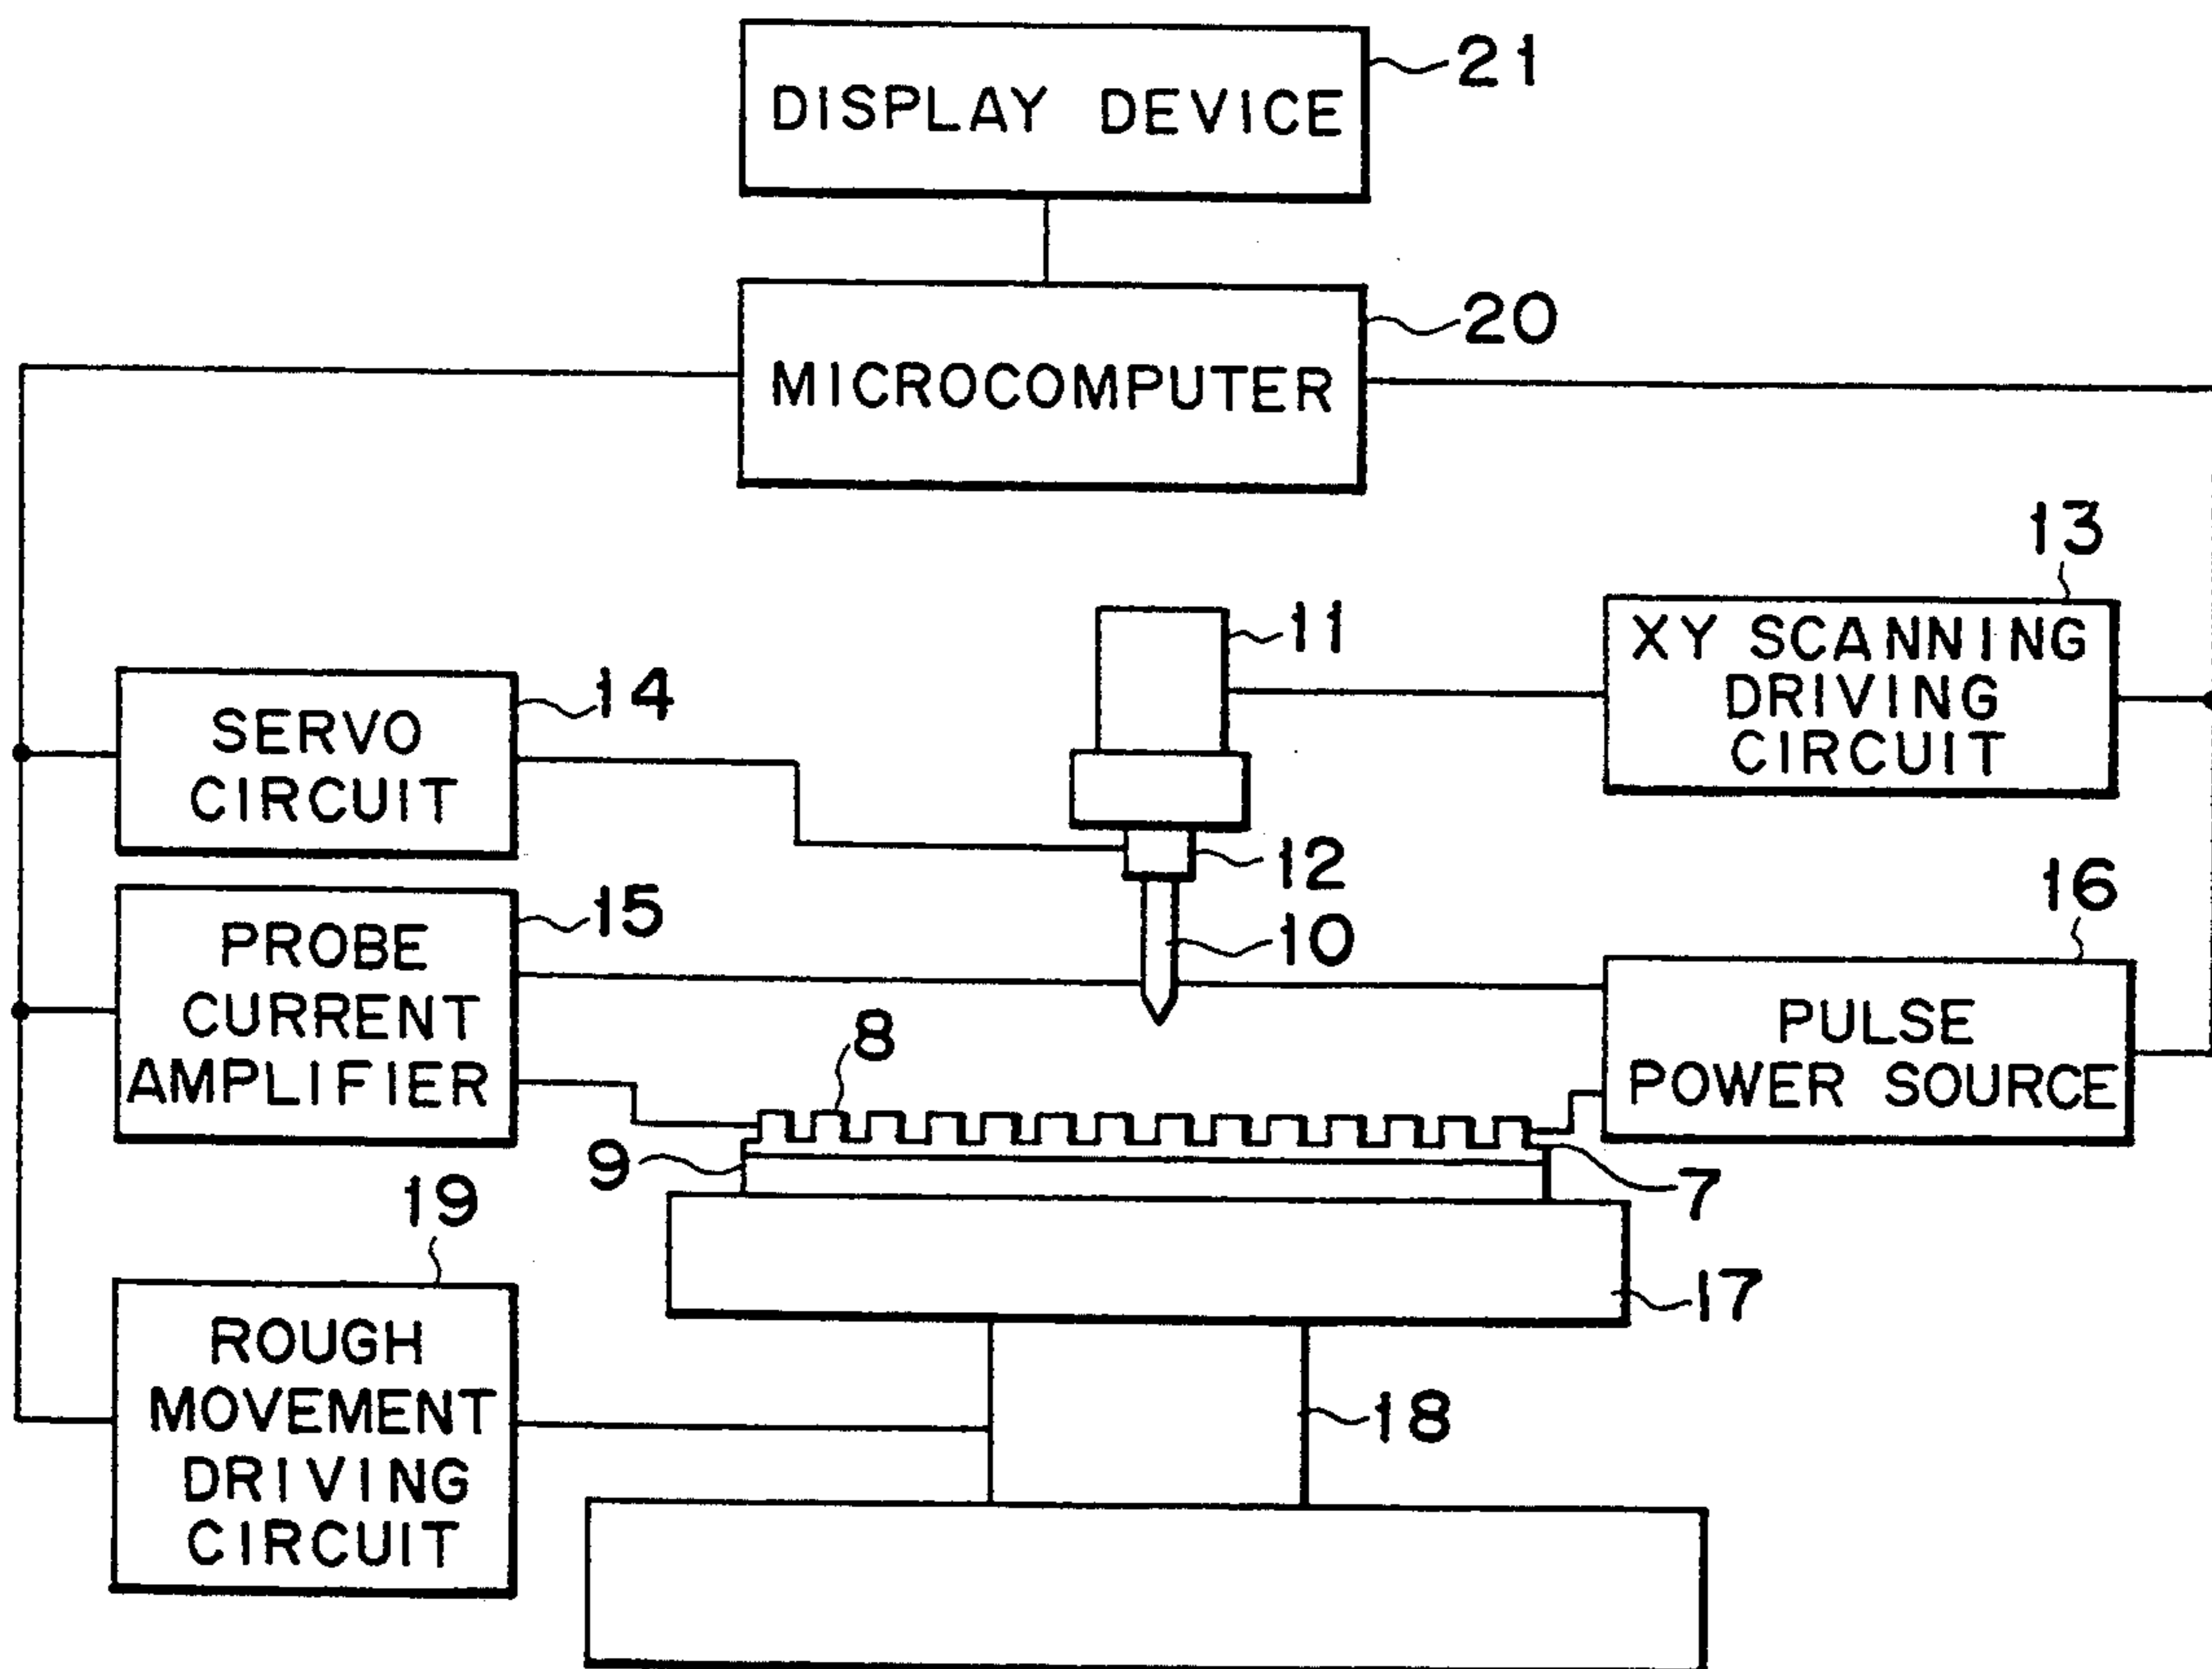 DISPLAY DEVICE
21
MICROCOMPUTER
20
13
XY SCANNING
DRIVING
CIRCUIT
11
14
SERVO
CIRCUIT
12
16
15
PROBE
CURRENT
AMPLIFIER
10
PULSE
POWER SOURCE
8
9
7
19
17
ROUGH
MOVEMENT
DRIVING
CIRCUIT
18